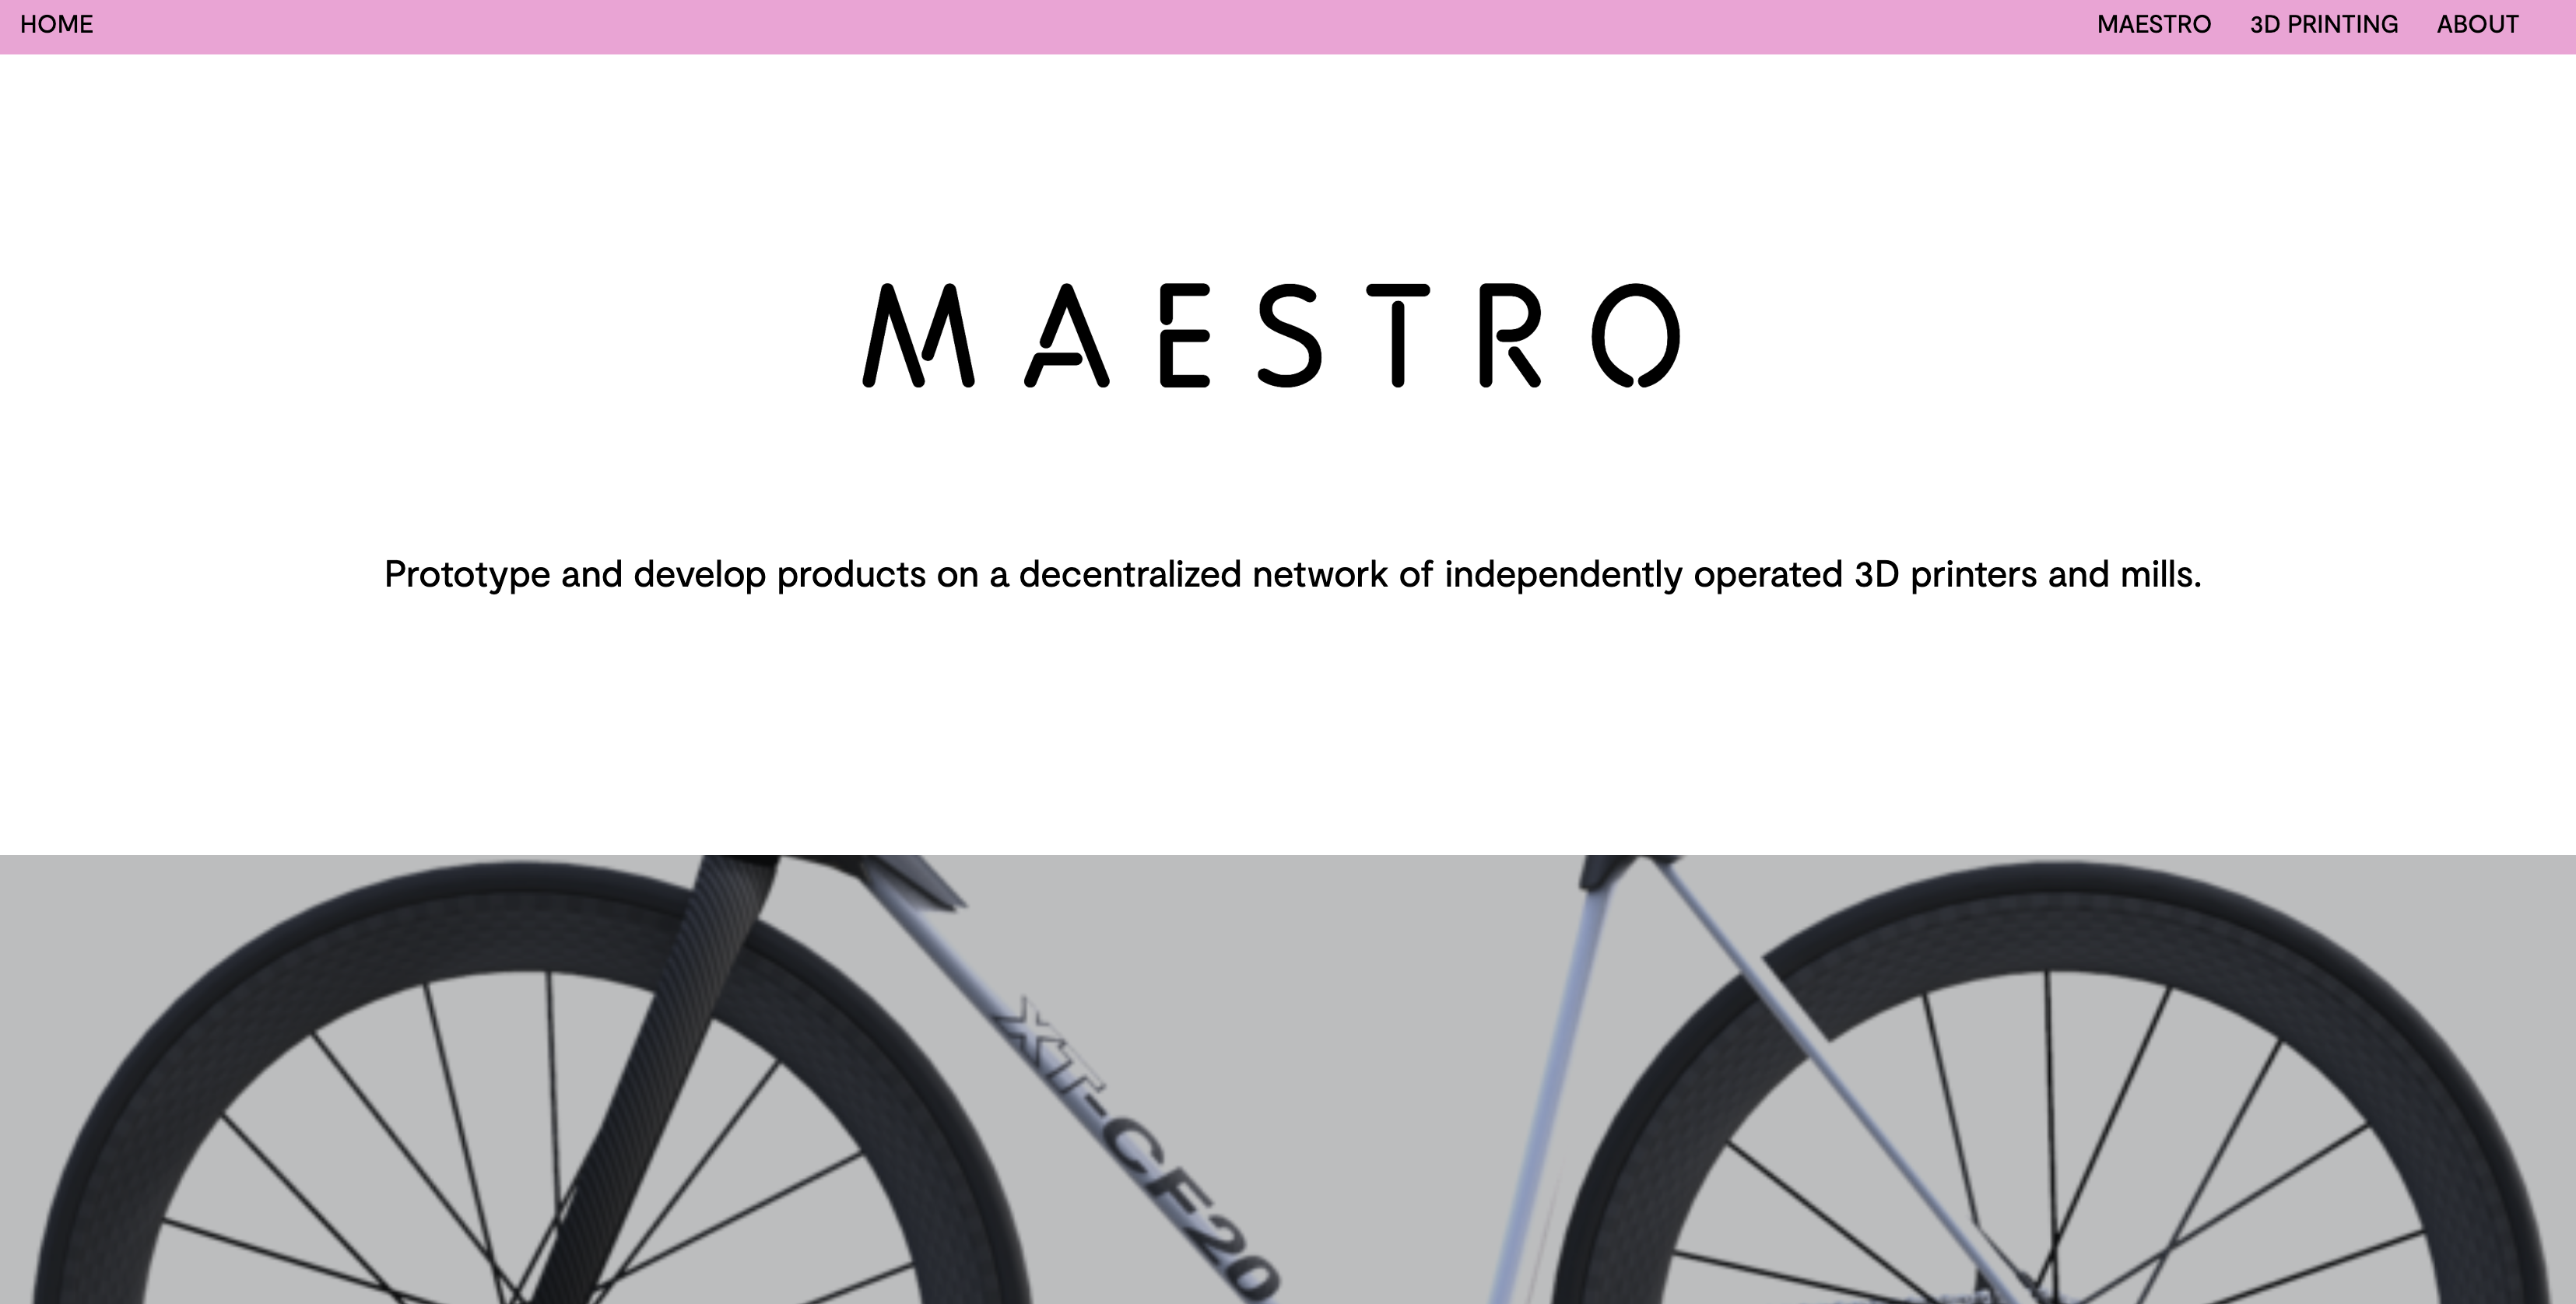 HOME
MAESTRO 3D PRINTING ABOUT
MAESTRO
Prototype and develop products on a decentralized network of independently operated 3D printers and mills.
XT-CF20